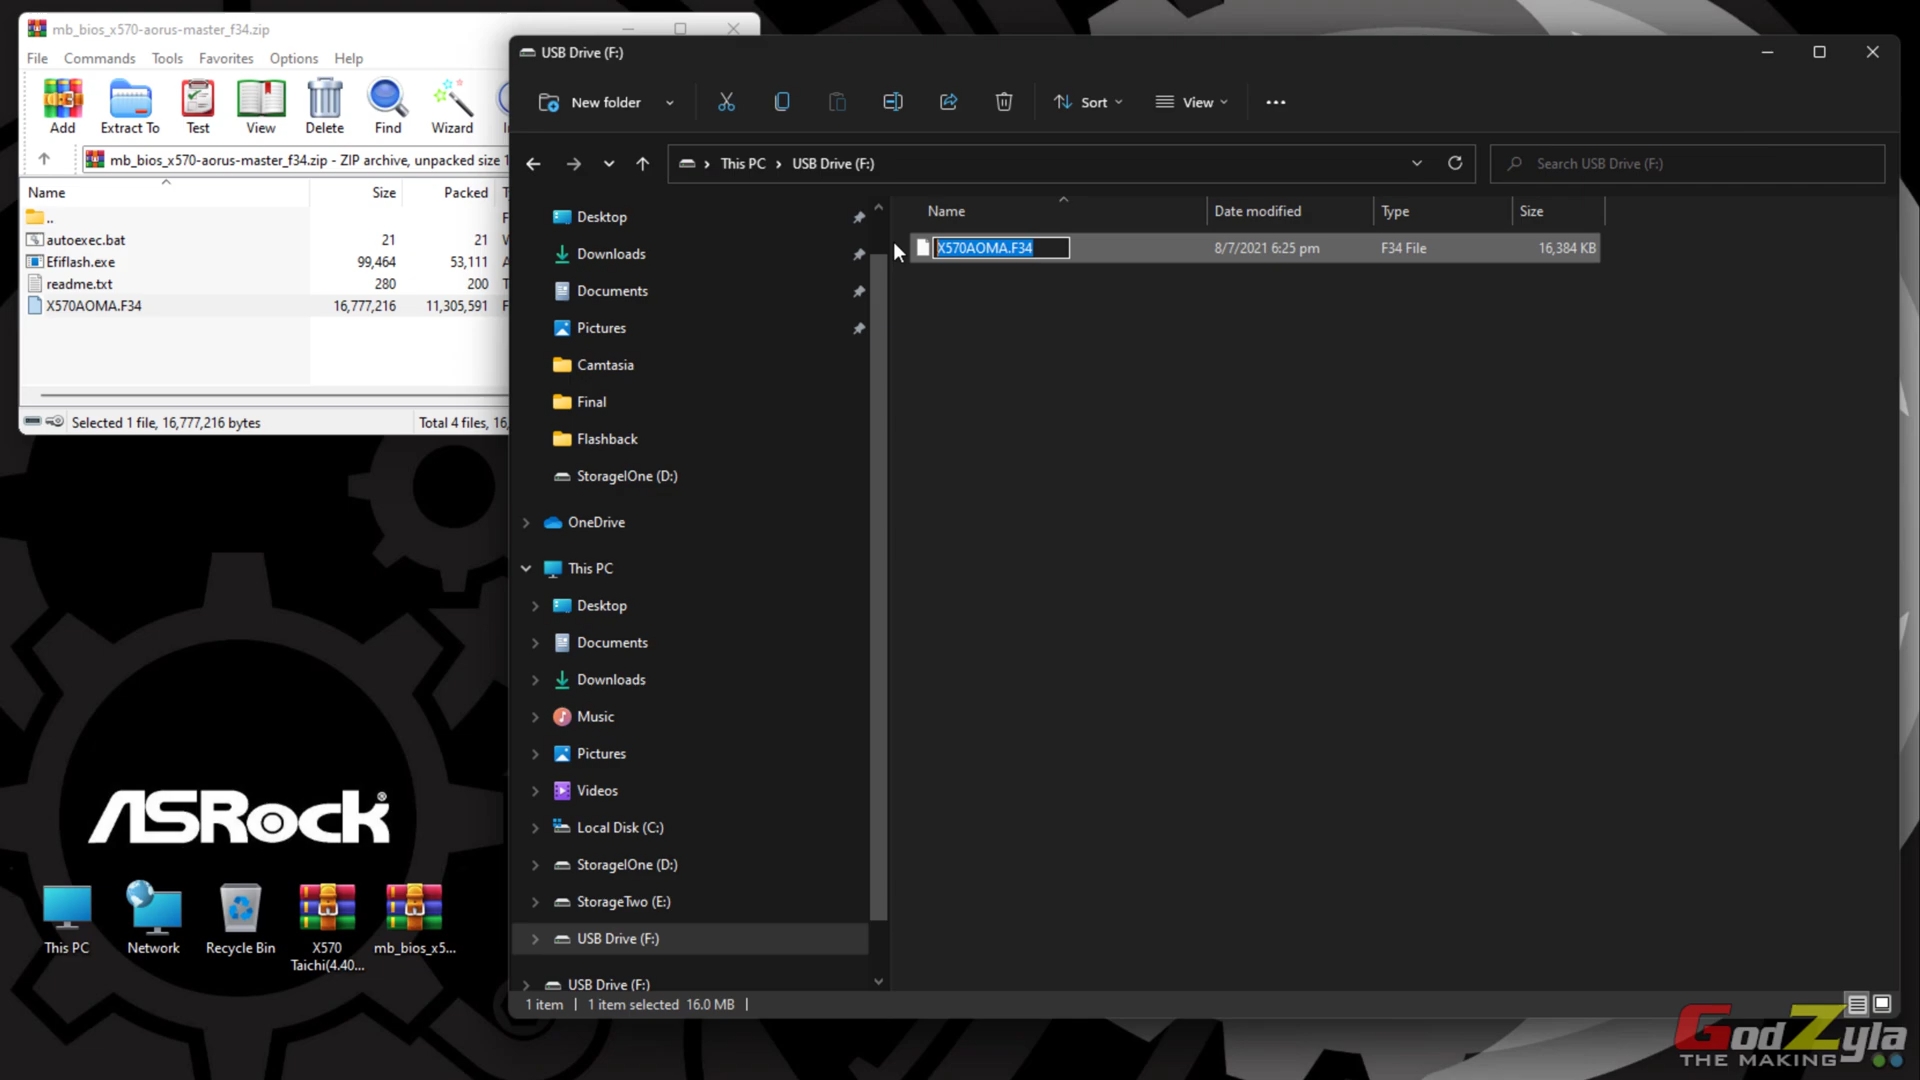 mb_bios_x570-aorus-master_f34.zip
File Commands Tools Favorites Options Help
Add Extract To Test View Delete Find Wizard
mb_bios_x570-aorus-master_f34.zip - ZIP archive, unpacked size 1
Name Size Packed
..
autoexec.bat 21 21
Efiflash.exe 99,464 53,111
readme.txt 280 200
X570AOMA.F34 16,777,216 11,305,591
Selected 1 file, 16,777,216 bytes Total 4 files, 16,
USB Drive (F:)
New folder Sort View
This PC USB Drive (F:) Search USB Drive (F:)
Desktop
Downloads
Documents
Pictures
Camtasia
Final
Flashback
StoragelOne (D:)
OneDrive
This PC
Desktop
Documents
Downloads
Music
Pictures
Videos
Local Disk (C:)
StoragelOne (D:)
StorageTwo (E:)
USB Drive (F:)
USB Drive (F:)
Name Date modified Type Size
X570AOMA.F34 8/7/2021 6:25 pm F34 File 16,384 KB
1 item 1 item selected 16.0 MB
ASRock®
This PC
Network
Recycle Bin
X570
Taichi(4.40...
mb_bios_x5...
GodZyla
THE MAKING